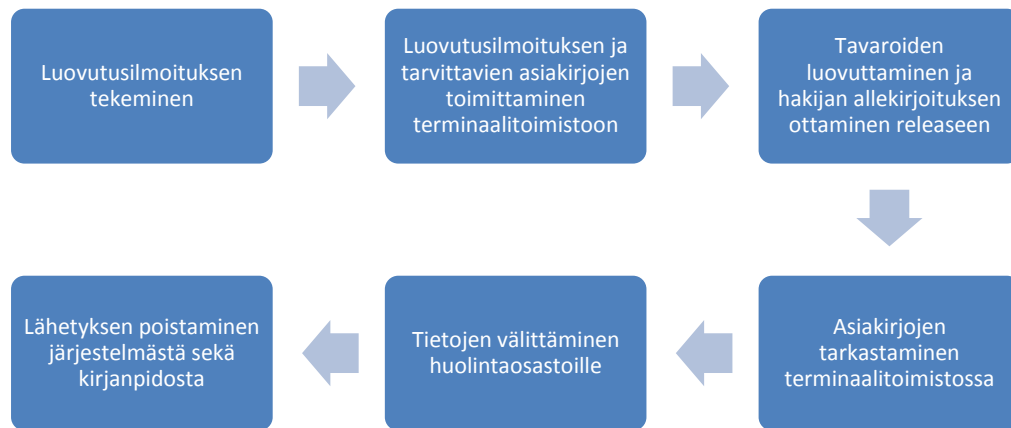 Luovutusilmoituksen
tekeminen
Luovutusilmoituksen ja
tarvittavien asiakirjojen
toimittaminen
terminaalitoimistoon
Tavaroiden
luovuttaminen ja
hakijan allekirjoituksen
ottaminen releaseen
Asiakirjojen
tarkastaminen
terminaalitoimistossa
Tietojen välittäminen
huolintaosastoille
Lähetyksen poistaminen
järjestelmästä sekä
kirjanpidosta